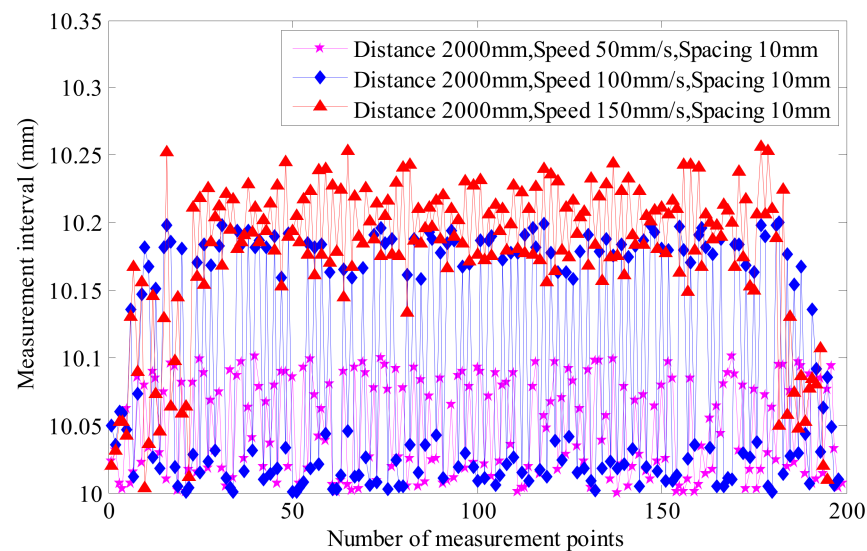 10.35
10.3
10.25
10.2
10.15
10.1
10.05
10
Measurement interval (mm)
Distance 2000mm,Speed 50mm/s,Spacing 10mm
Distance 2000mm,Speed 100mm/s,Spacing 10mm
Distance 2000mm,Speed 150mm/s,Spacing 10mm
0 50 100 150 200
Number of measurement points